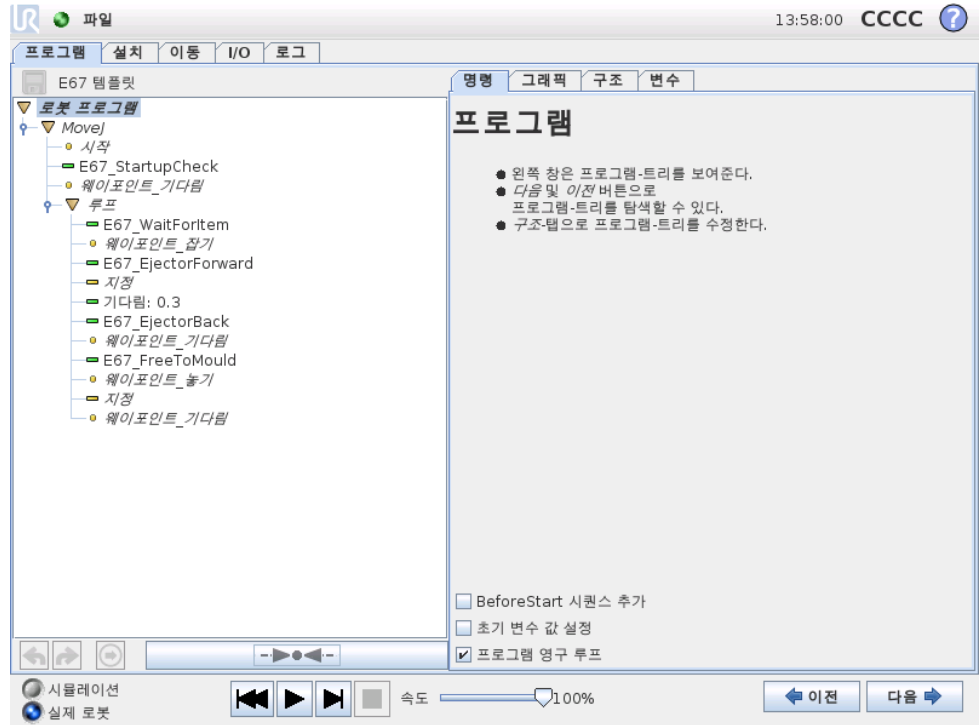 UR 파일 13:58:00 CCCC ?
프로그램 설치 이동 I/O 로그
E67 템플릿
로봇 프로그램
MoveJ
시작
E67_StartupCheck
웨이포인트_기다림
루프
E67_WaitForItem
웨이포인트_잡기
E67_EjectorForward
지정
기다림: 0.3
E67_EjectorBack
웨이포인트_기다림
E67_FreeToMould
웨이포인트_놓기
지정
웨이포인트_기다림
명령 그래픽 구조 변수
프로그램
왼쪽 창은 프로그램-트리를 보여준다.
다음 및 이전 버튼으로
프로그램-트리를 탐색할 수 있다.
구조-탭으로 프로그램-트리를 수정한다.
BeforeStart 시퀀스 추가
초기 변수 값 설정
프로그램 영구 루프
시뮬레이션
실제 로봇
속도 100%
이전 다음